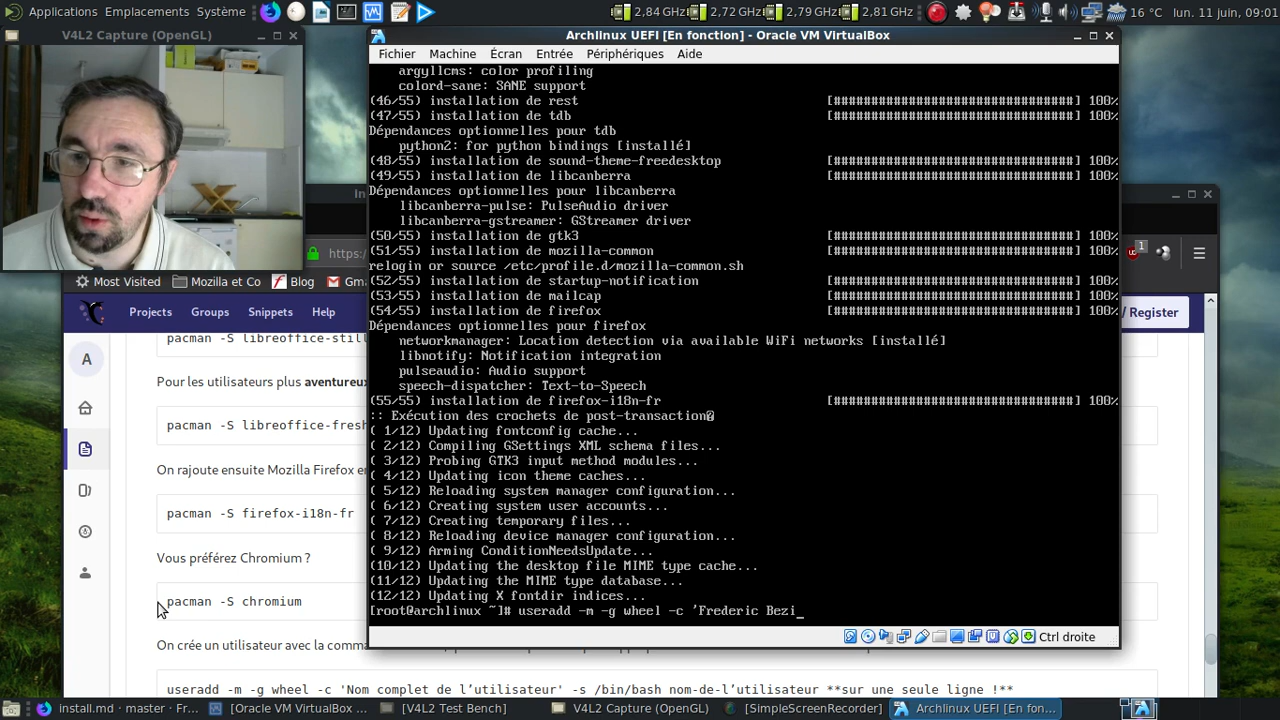 Applications Emplacements Système
2,84 GHz 2,72 GHz 2,79 GHz 2,81 GHz
16 °C lun. 11 juin, 09:01
V4L2 Capture (OpenGL)
Archlinux UEFI [En fonction] - Oracle VM VirtualBox
Fichier Machine Écran Entrée Périphériques Aide
argyllcms: color profiling
colord-sane: SANE support
(46/55) installation de rest [#################################] 100%
(47/55) installation de tdb [#################################] 100%
Dépendances optionnelles pour tdb
python2: for python bindings [installé]
(48/55) installation de sound-theme-freedesktop [#################################] 100%
(49/55) installation de libcanberra [#################################] 100%
Dépendances optionnelles pour libcanberra
libcanberra-pulse: PulseAudio driver
libcanberra-gstreamer: GStreamer driver
(50/55) installation de gtk3 [#################################] 100%
(51/55) installation de mozilla-common [#################################] 100%
relogin or source /etc/profile.d/mozilla-common.sh
(52/55) installation de startup-notification [#################################] 100%
(53/55) installation de mailcap [#################################] 100%
(54/55) installation de firefox [#################################] 100%
Dépendances optionnelles pour firefox
networkmanager: Location detection via available WiFi networks [installé]
libnotify: Notification integration
pulseaudio: Audio support
speech-dispatcher: Text-to-Speech
(55/55) installation de firefox-i18n-fr [#################################] 100%
:: Exécution des crochets de post-transaction
( 1/12) Updating fontconfig cache...
( 2/12) Compiling GSettings XML schema files...
( 3/12) Probing GTK3 input method modules...
( 4/12) Updating icon theme caches...
( 5/12) Reloading system manager configuration...
( 6/12) Creating system user accounts...
( 7/12) Creating temporary files...
( 8/12) Reloading device manager configuration...
( 9/12) Arming ConditionNeedsUpdate...
(10/12) Updating the desktop file MIME type cache...
(11/12) Updating the MIME type database...
(12/12) Updating X fontdir indices...
[root@archlinux ~]# useradd -m -g wheel -c 'Frederic Bezi_
Ctrl droite
In
https:
1
Most Visited Mozilla et Co Blog Gma
Projects Groups Snippets Help
/ Register
A
pacman -S libreoffice-still
Pour les utilisateurs plus aventureux
pacman -S libreoffice-fresh
On rajoute ensuite Mozilla Firefox e
pacman -S firefox-i18n-fr
Vous préférez Chromium ?
pacman -S chromium
On crée un utilisateur avec la comma
useradd -m -g wheel -c 'Nom complet de l’utilisateur' -s /bin/bash nom-de-l’utilisateur **sur une seule ligne !**
install.md · master · Fr... [Oracle VM VirtualBox ... [V4L2 Test Bench] V4L2 Capture (OpenGL) [SimpleScreenRecorder] Archlinux UEFI [En fon...